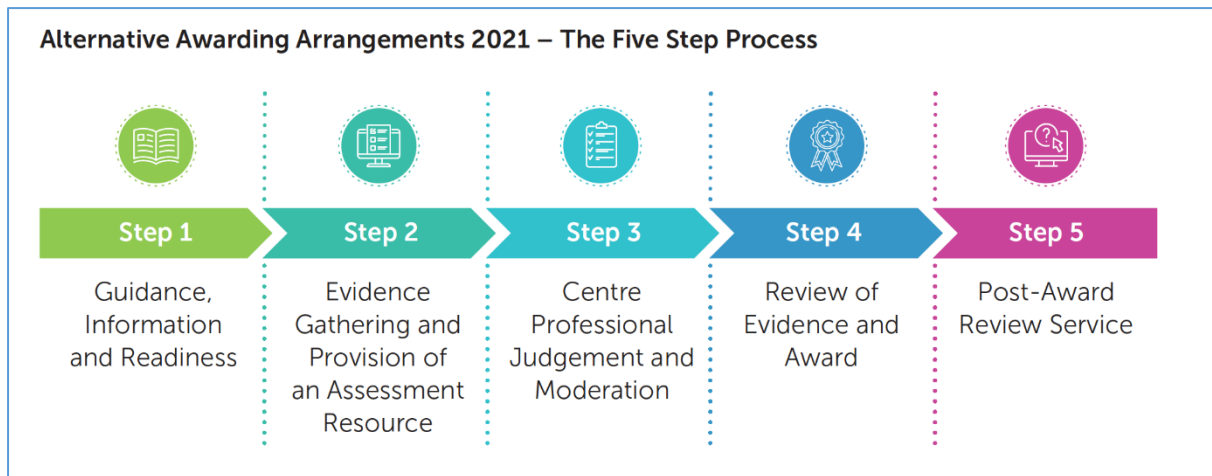 Alternative Awarding Arrangements 2021 – The Five Step Process
Step 1
Guidance,
Information
and Readiness
Step 2
Evidence
Gathering and
Provision of
an Assessment
Resource
Step 3
Centre
Professional
Judgement and
Moderation
Step 4
Review of
Evidence and
Award
Step 5
Post-Award
Review Service